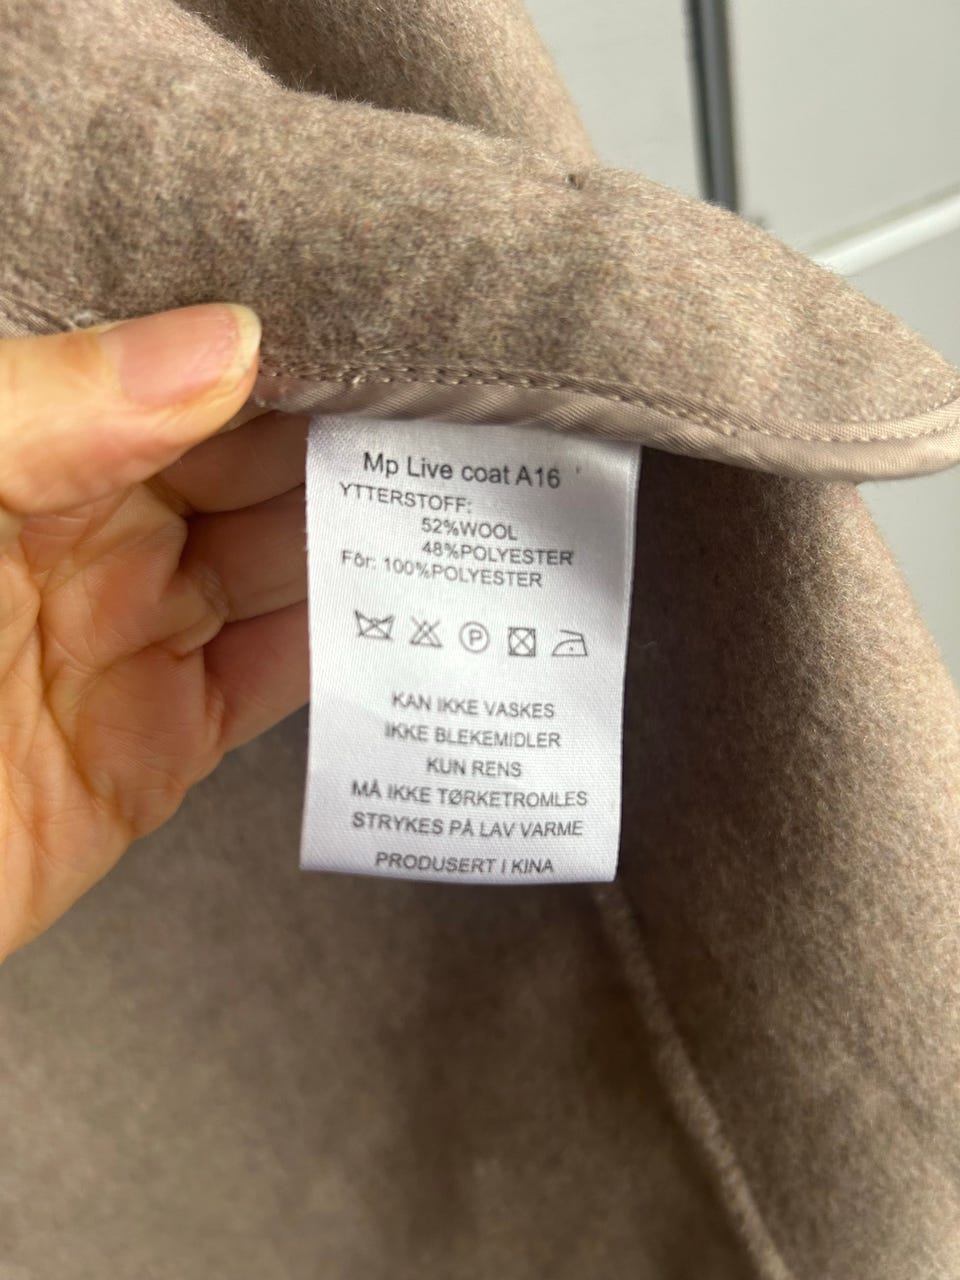 Mp Live coat A16
YTTERSTOFF:
52%WOOL
48%POLYESTER
Fôr: 100%POLYESTER
P
KAN IKKE VASKES
IKKE BLEKEMIDLER
KUN RENS
MÅ IKKE TØRKETROMLES
STRYKES PÅ LAV VARME
PRODUSERT I KINA